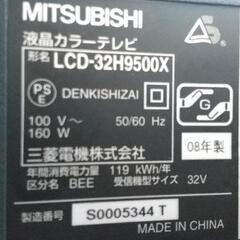 MITSUBISHI
液晶カラーテレビ
形名 LCD-32H9500X
PS E DENKISHIZAI
100 V～ 50/60 Hz
160 W
G
08年製
三菱電機株式会社
年間消費電力量 119 kWh/年
区分名 BEE 受信機型サイズ 32V
製造番号 S0005344 T
MADE IN CHINA